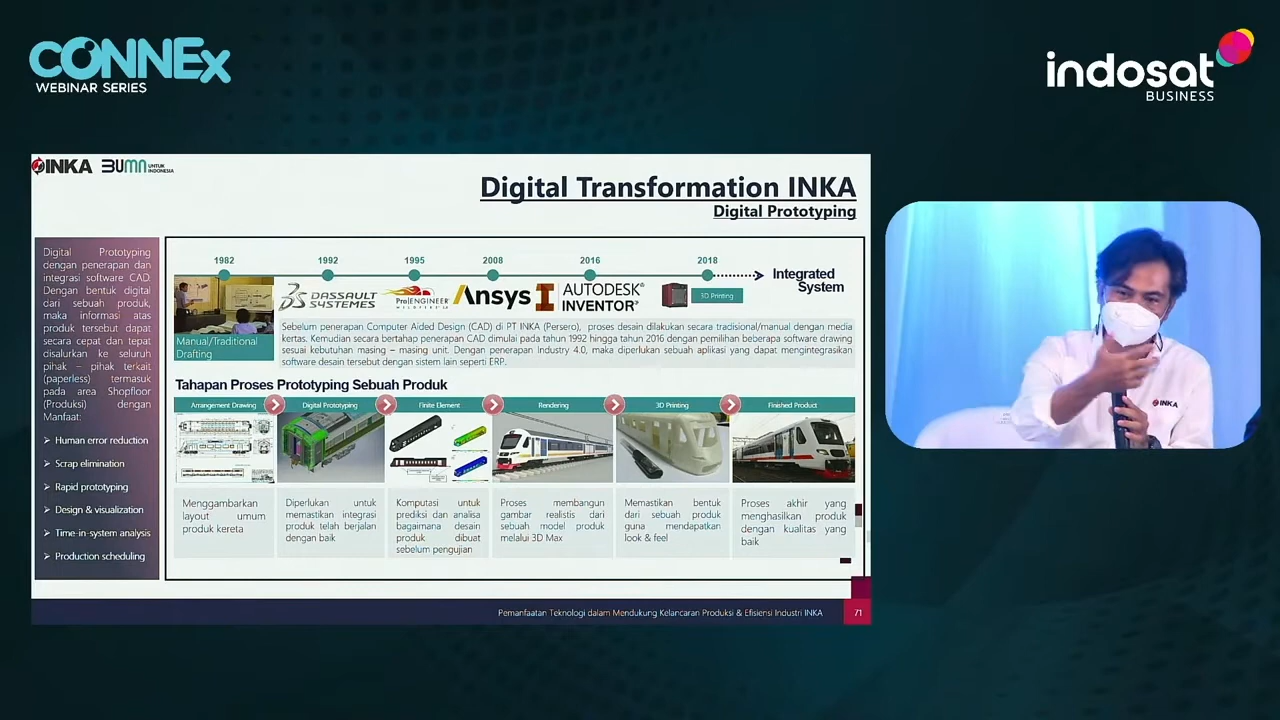 CONNEx
WEBINAR SERIES
indosat
BUSINESS
INKA
BUMN
UNTUK
INDONESIA
Digital Transformation INKA
Digital Prototyping
Digital Prototyping
dengan penerapan dan
integrasi software CAD.
Dengan bentuk digital
dari sebuah produk,
maka informasi atas
produk tersebut dapat
secara cepat dan tepat
disalurkan ke seluruh
pihak – pihak terkait
(paperless) termasuk
pada area Shopfloor
(Produksi) dengan
Manfaat:
➢ Human error reduction
➢ Scrap elimination
➢ Rapid prototyping
➢ Design & visualization
➢ Time-in-system analysis
➢ Production scheduling
1982
1992
1995
2008
2016
2018
Integrated
System
Manual/Traditional
Drafting
DASSAULT
SYSTEMES
Pro|ENGINEER
Ansys
AUTODESK
INVENTOR
3D Printing
Sebelum penerapan Computer Aided Design (CAD) di PT INKA (Persero), proses desain dilakukan secara tradisional/manual dengan media
kertas. Kemudian secara bertahap penerapan CAD dimulai pada tahun 1992 hingga tahun 2016 dengan pemilihan beberapa software drawing
sesuai kebutuhan masing – masing unit. Dengan penerapan Industry 4.0, maka diperlukan sebuah aplikasi yang dapat mengintegrasikan
software desain tersebut dengan sistem lain seperti ERP.
Tahapan Proses Prototyping Sebuah Produk
Arrangement Drawing
Digital Prototyping
Finite Element
Rendering
3D Printing
Finished Product
Menggambarkan
layout umum
produk kereta
Diperlukan untuk
memastikan integrasi
produk telah berjalan
dengan baik
Komputasi untuk
prediksi dan analisa
bagaimana desain
produk dibuat
sebelum pengujian
Proses membangun
gambar realistis dari
sebuah model produk
melalui 3D Max
Memastikan bentuk
dari sebuah produk
guna mendapatkan
look & feel
Proses akhir yang
menghasilkan produk
dengan kualitas yang
baik
Pemanfaatan Teknologi dalam Mendukung Kelancaran Produksi & Efisiensi Industri INKA
71
INKA